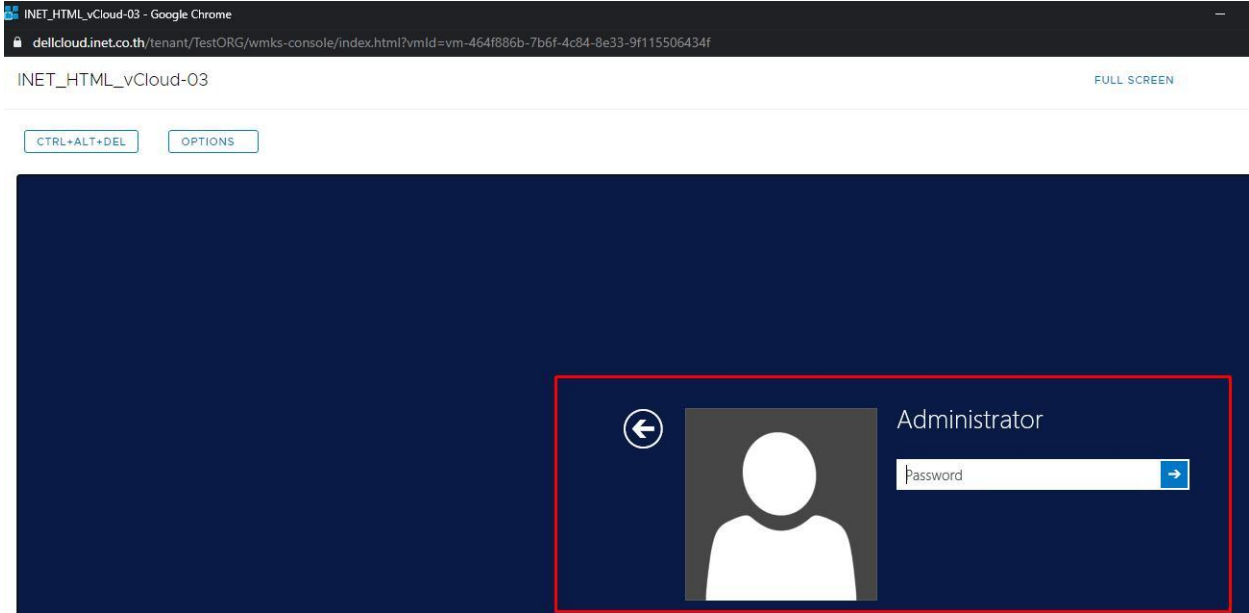 INET_HTML_vCloud-03 - Google Chrome
dellcloud.inet.co.th/tenant/TestORG/wmks-console/index.html?vmId=vm-464f886b-7b6f-4c84-8e33-9f115506434f
INET_HTML_vCloud-03
FULL SCREEN
CTRL+ALT+DEL
OPTIONS
Administrator
Password